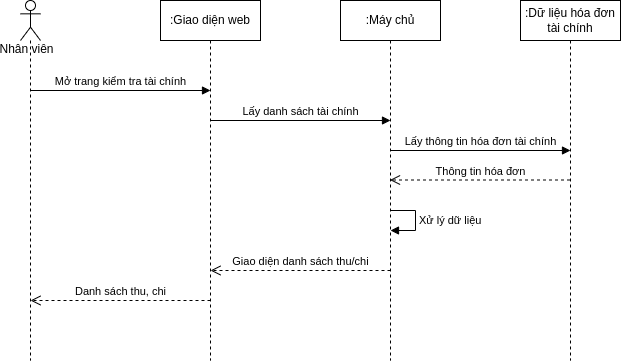 :Giao diện web
:Máy chủ
:Dữ liệu hóa đơn
tài chính
Nhân viên
Mở trang kiểm tra tài chính
Lấy danh sách tài chính
Lấy thông tin hóa đơn tài chính
Thông tin hóa đơn
Xử lý dữ liệu
Giao diện danh sách thu/chi
Danh sách thu, chi